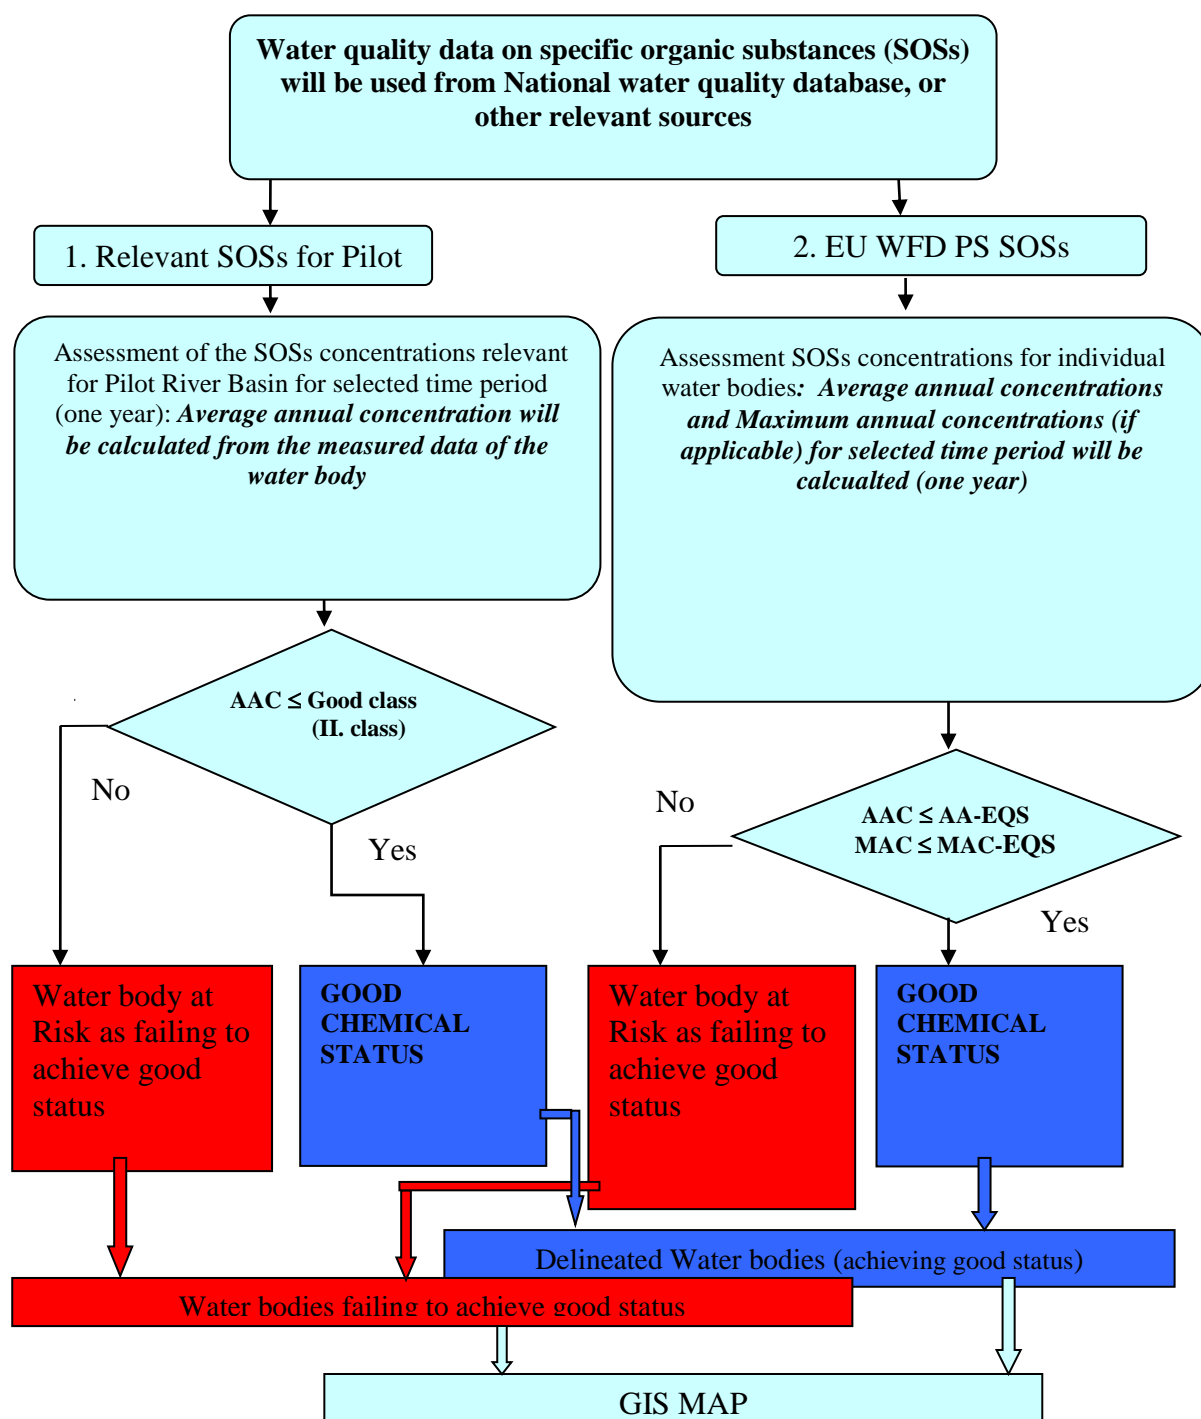 Water quality data on specific organic substances (SOSs)
will be used from National water quality database, or
other relevant sources
1. Relevant SOSs for Pilot
2. EU WFD PS SOSs
Assessment of the SOSs concentrations relevant
for Pilot River Basin for selected time period
(one year): Average annual concentration will
be calculated from the measured data of the
water body
Assessment SOSs concentrations for individual
water bodies: Average annual concentrations
and Maximum annual concentrations (if
applicable) for selected time period will be
calcualted (one year)
AAC ≤ Good class
(II. class)
No
Yes
AAC ≤ AA-EQS
MAC ≤ MAC-EQS
No
Yes
Water body at
Risk as failing to
achieve good
status
GOOD
CHEMICAL
STATUS
Water body at
Risk as failing to
achieve good
status
GOOD
CHEMICAL
STATUS
Delineated Water bodies (achieving good status)
Water bodies failing to achieve good status
GIS MAP